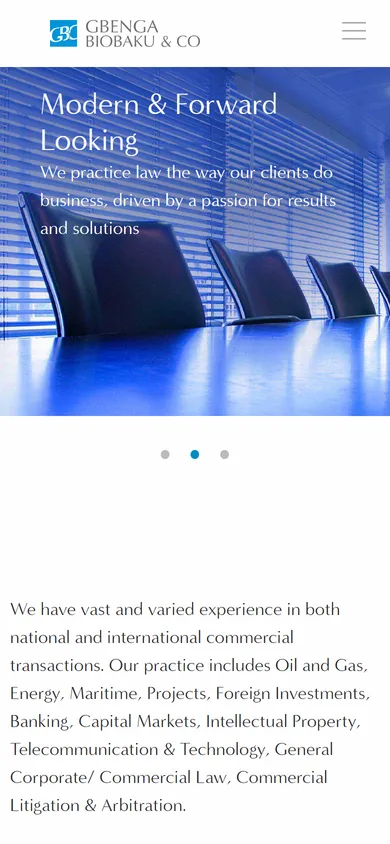 GBC
GBENGA
BIOBAKU & CO
Modern & Forward
Looking
We practice law the way our clients do
business, driven by a passion for results
and solutions
We have vast and varied experience in both
national and international commercial
transactions. Our practice includes Oil and Gas,
Energy, Maritime, Projects, Foreign Investments,
Banking, Capital Markets, Intellectual Property,
Telecommunication & Technology, General
Corporate/ Commercial Law, Commercial
Litigation & Arbitration.